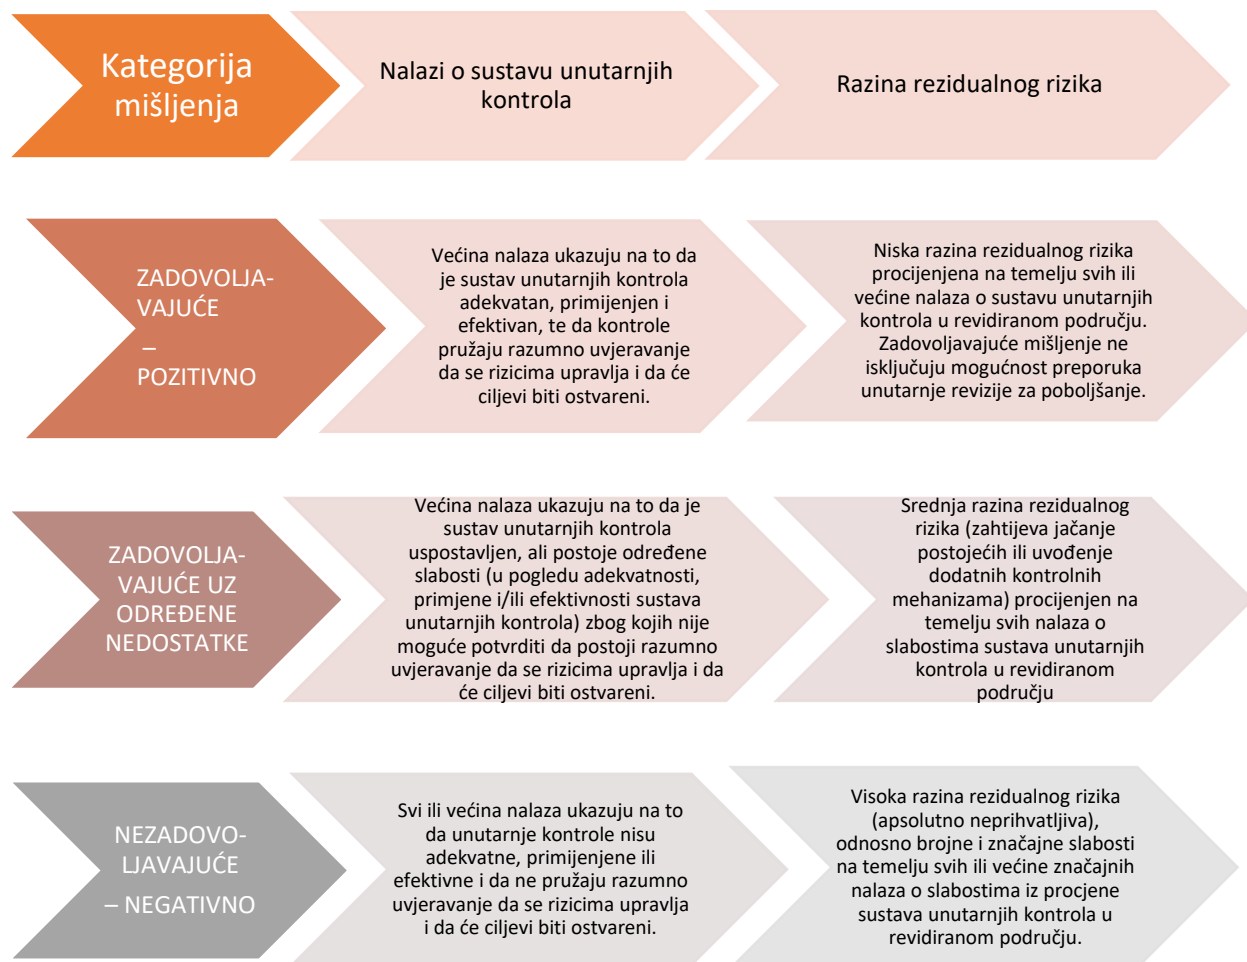 Kategorija
mišljenja
Nalazi o sustavu unutarnjih
kontrola
Razina rezidualnog rizika
ZADOVOLJA-
VAJUĆE
–
POZITIVNO
Većina nalaza ukazuju na to da
je sustav unutarnjih kontrola
adekvatan, primijenjen i
efektivan, te da kontrole
pružaju razumno uvjeravanje
da se rizicima upravlja i da će
ciljevi biti ostvareni.
Niska razina rezidualnog rizika
procijenjena na temelju svih ili
većine nalaza o sustavu unutarnjih
kontrola u revidiranom području.
Zadovoljavajuće mišljenje ne
isključuju mogućnost preporuka
unutarnje revizije za poboljšanje.
ZADOVOLJA-
VAJUĆE UZ
ODREĐENE
NEDOSTATKE
Većina nalaza ukazuju na to da je
sustav unutarnjih kontrola
uspostavljen, ali postoje određene
slabosti (u pogledu adekvatnosti,
primjene i/ili efektivnosti sustava
unutarnjih kontrola) zbog kojih nije
moguće potvrditi da postoji razumno
uvjeravanje da se rizicima upravlja i da
će ciljevi biti ostvareni.
Srednja razina rezidualnog
rizika (zahtijeva jačanje
postojećih ili uvođenje
dodatnih kontrolnih
mehanizama) procijenjen na
temelju svih nalaza o
slabostima sustava unutarnjih
kontrola u revidiranom
području
NEZADOVO-
LJAVAJUĆE
– NEGATIVNO
Svi ili većina nalaza ukazuju na to
da unutarnje kontrole nisu
adekvatne, primijenjene ili
efektivne i da ne pružaju razumno
uvjeravanje da se rizicima upravlja
i da će ciljevi biti ostvareni.
Visoka razina rezidualnog rizika
(apsolutno neprihvatljiva),
odnosno brojne i značajne slabosti
na temelju svih ili većine značajnih
nalaza o slabostima iz procjene
sustava unutarnjih kontrola u
revidiranom području.